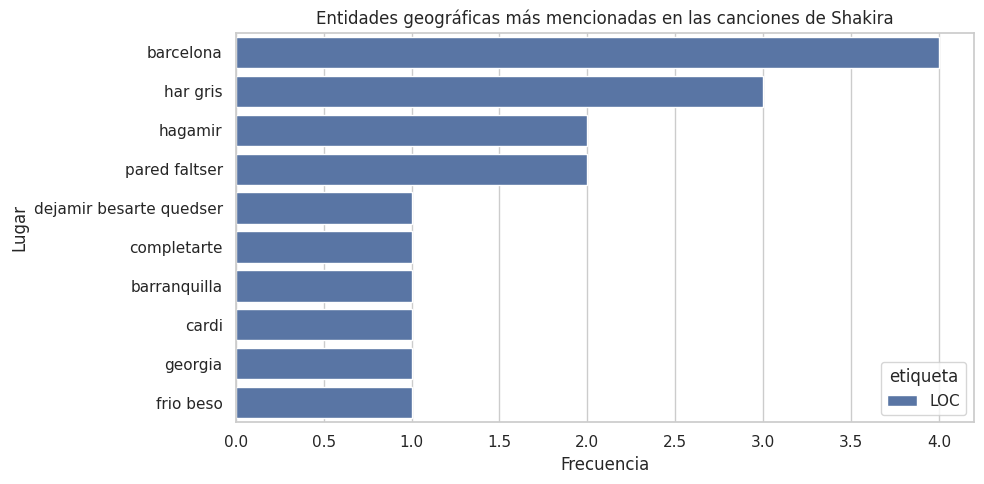 Entidades geográficas más mencionadas en las canciones de Shakira
Lugar
barcelona
har gris
hagamir
pared faltser
dejamir besarte quedser
completarte
barranquilla
cardi
georgia
frio beso
etiqueta
LOC
0.0 0.5 1.0 1.5 2.0 2.5 3.0 3.5 4.0
Frecuencia